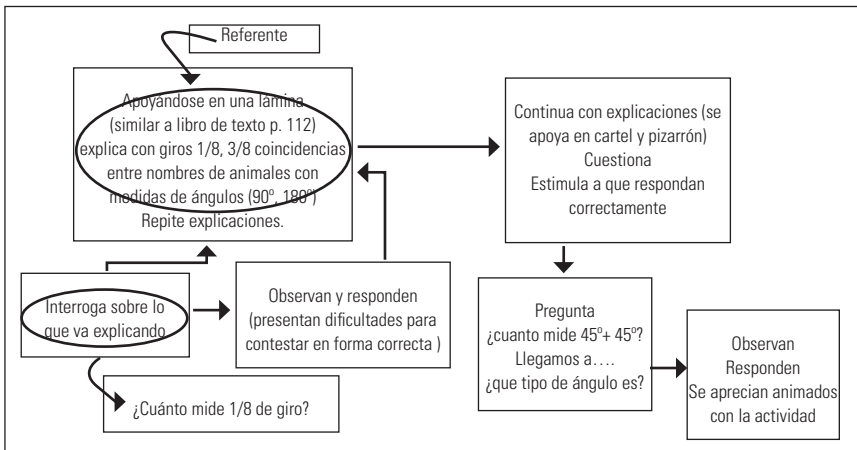 Referente
Apoyándose en una lámina
(similar a libro de texto p. 112)
explica con giros 1/8, 3/8 coincidencias
entre nombres de animales con
medidas de ángulos (90º, 180º)
Repite explicaciones.
Interroga sobre lo
que va explicando
Observan y responden
(presentan dificultades para
contestar en forma correcta )
¿Cuánto mide 1/8 de giro?
Continua con explicaciones (se
apoya en cartel y pizarrón)
Cuestiona
Estimula a que respondan
correctamente
Pregunta
¿cuanto mide 45º+ 45º?
Llegamos a….
¿que tipo de ángulo es?
Observan
Responden
Se aprecian animados
con la actividad